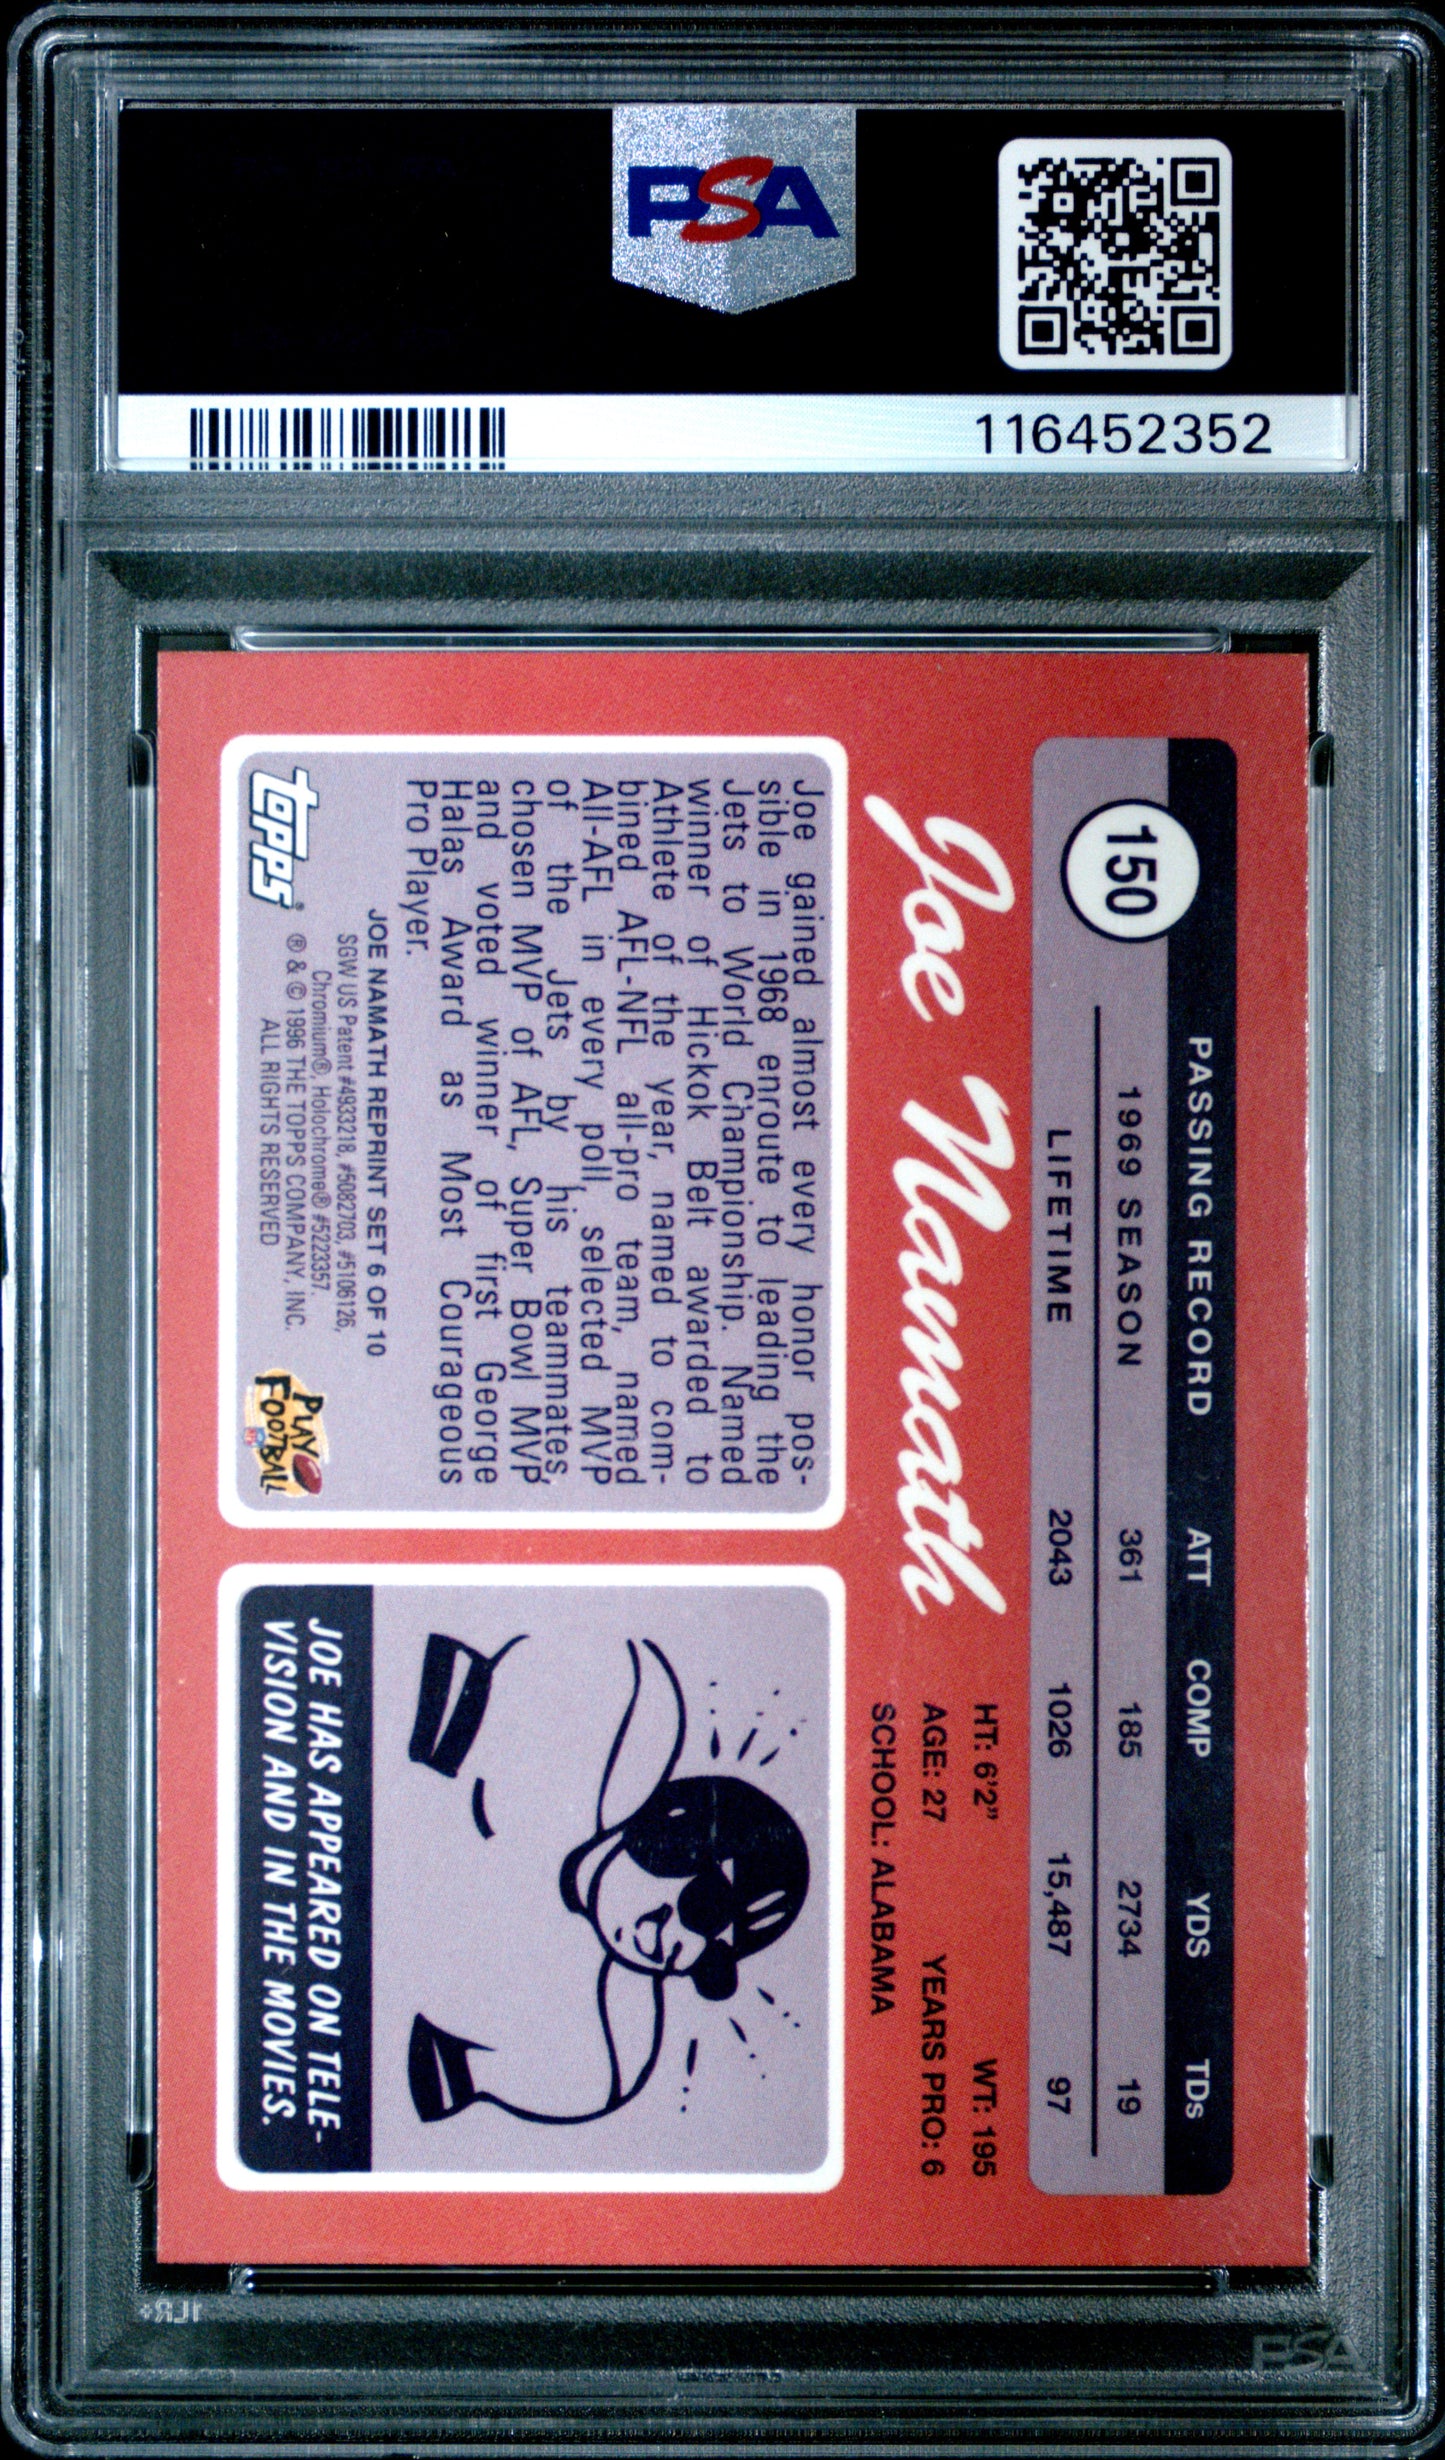 PSA
116452352
150
PASSING RECORD ATT COMP YDS TDs
1969 SEASON 361 185 2734 19
LIFETIME 2043 1026 15,487 97
Joe Namath
HT: 6'2" WT: 195
AGE: 27 YEARS PRO: 6
SCHOOL: ALABAMA
Joe gained almost every honor pos-
sible in 1968 enroute to leading the
Jets to World Championship. Named
winner of Hickok Belt awarded to
Athlete of the year, named to com-
bined AFL-NFL all-pro team, named
All-AFL in every poll, selected MVP
of the Jets by his teammates,
chosen MVP of AFL, Super Bowl MVP
and voted winner of first George
Halas Award as Most Courageous
Pro Player.
JOE NAMATH REPRINT SET 6 OF 10
SGW US Patent #4933218, #5082703, #5106126,
Chromium®, Holochrome® #5223357.
® & © 1996 THE TOPPS COMPANY, INC.
ALL RIGHTS RESERVED
TOPPS®
PLAY
FOOTBALL
JOE HAS APPEARED ON TELE-
VISION AND IN THE MOVIES.
1LR+
PSA